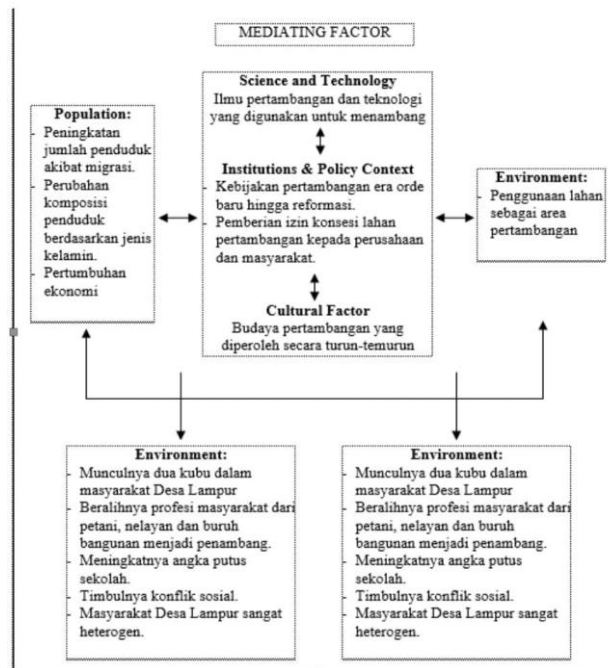 MEDIATING FACTOR
Science and Technology
Ilmu pertambangan dan teknologi
yang digunakan untuk menambang
Population:
- Peningkatan
jumlah penduduk
akibat migrasi.
- Perubahan
komposisi
penduduk
berdasarkan jenis
kelamin.
- Pertumbuhan
ekonomi
Institutions & Policy Context
- Kebijakan pertambangan era orde
baru hingga reformasi.
- Pemberian izin konsesi lahan
pertambangan kepada perusahaan
dan masyarakat.
Environment:
- Penggunaan lahan
sebagai area
pertambangan
Cultural Factor
Budaya pertambangan yang
diperoleh secara turun-temurun
Environment:
- Munculnya dua kubu dalam
masyarakat Desa Lampur
- Beralihnya profesi masyarakat dari
petani, nelayan dan buruh
bangunan menjadi penambang.
- Meningkatnya angka putus
sekolah.
- Timbulnya konflik sosial.
- Masyarakat Desa Lampur sangat
heterogen.
Environment:
- Munculnya dua kubu dalam
masyarakat Desa Lampur
- Beralihnya profesi masyarakat dari
petani, nelayan dan buruh
bangunan menjadi penambang.
- Meningkatnya angka putus
sekolah.
- Timbulnya konflik sosial.
- Masyarakat Desa Lampur sangat
heterogen.